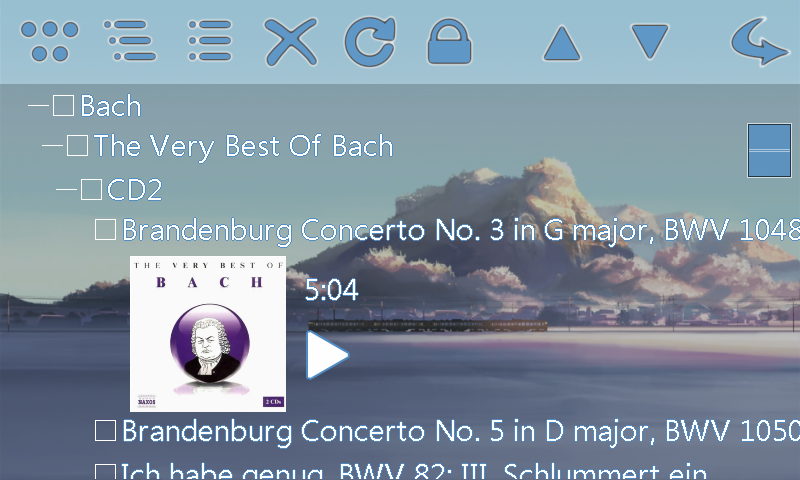 Bach
The Very Best Of Bach
CD2
Brandenburg Concerto No. 3 in G major, BWV 1048
THE VERY BEST OF
BACH
NAXOS
2 CDs
5:04
Brandenburg Concerto No. 5 in D major, BWV 1050
Ich habe genug, BWV 82: III. Schlummert ein